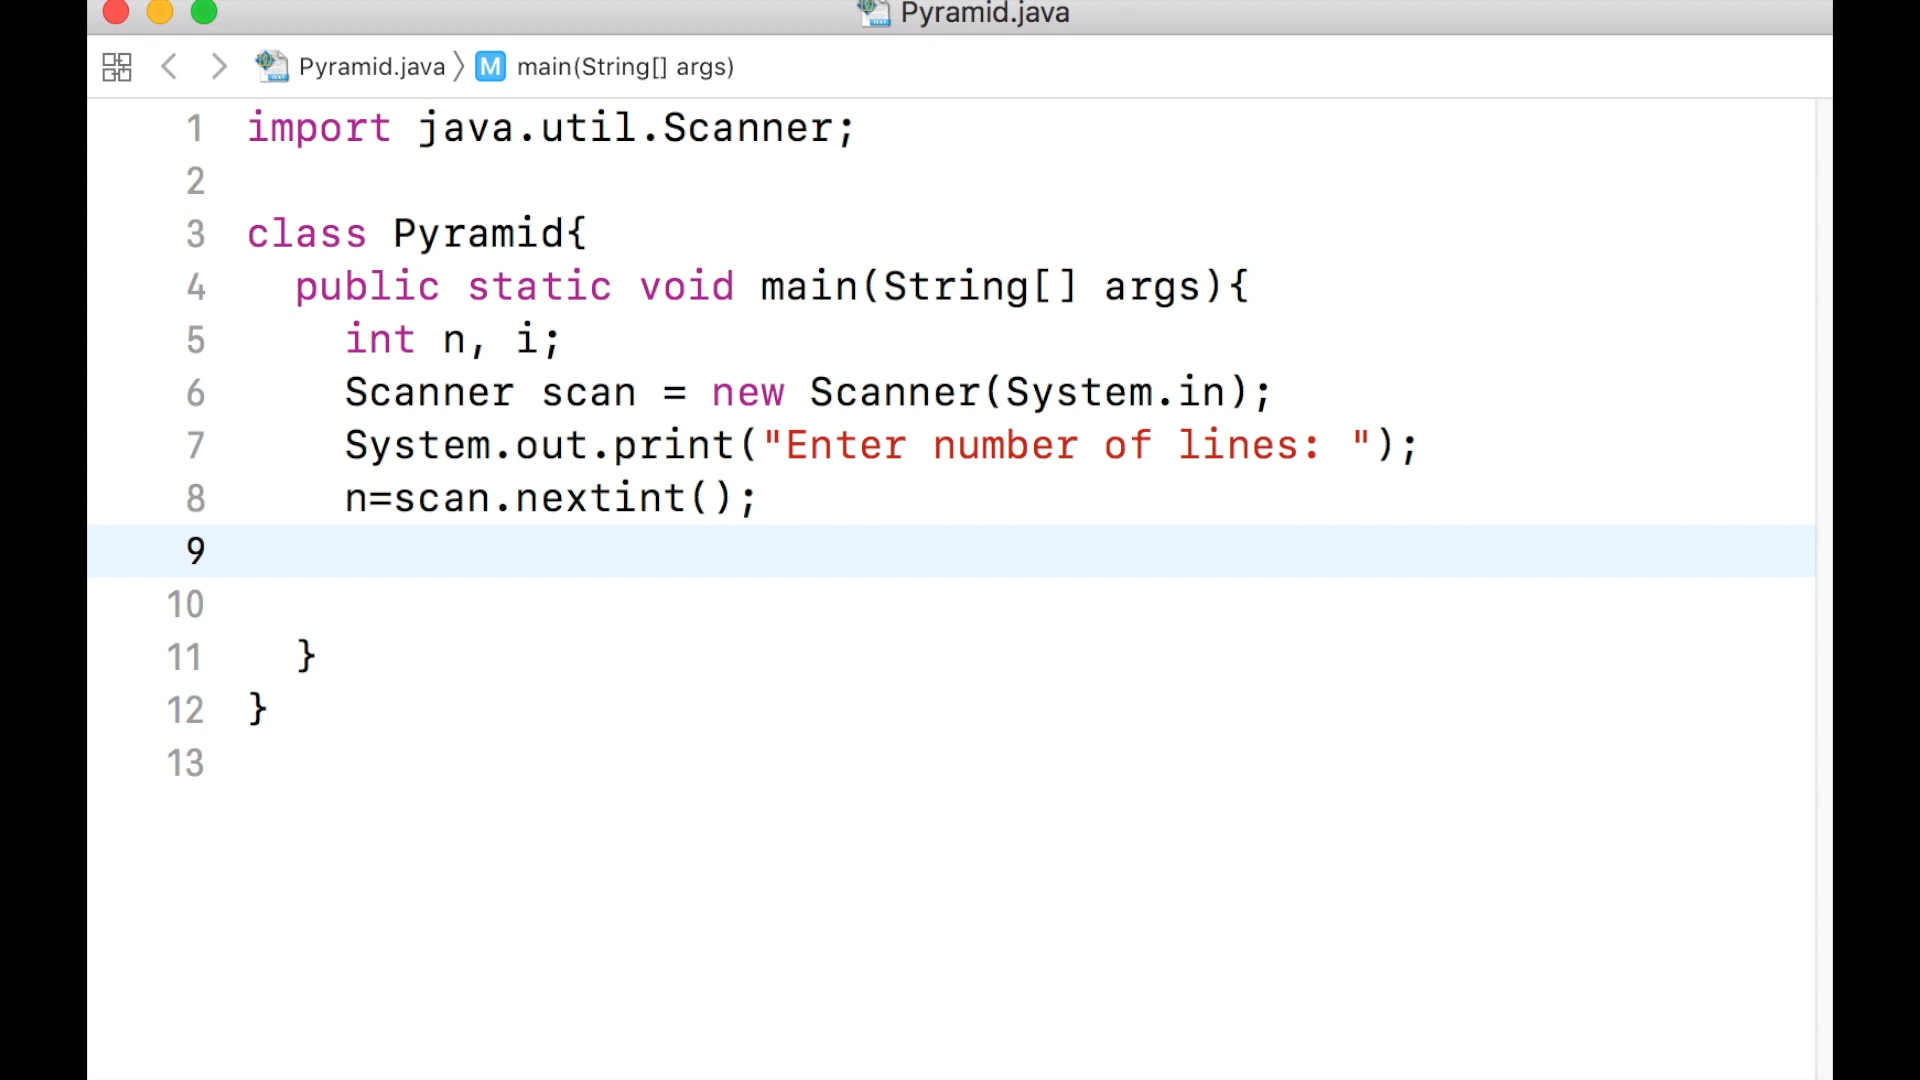 Pyramid.java
Pyramid.java 〉 M main(String[] args)
1 import java.util.Scanner;
2
3 class Pyramid{
4 public static void main(String[] args){
5 int n, i;
6 Scanner scan = new Scanner(System.in);
7 System.out.print("Enter number of lines: ");
8 n=scan.nextint();
9
10
11 }
12 }
13